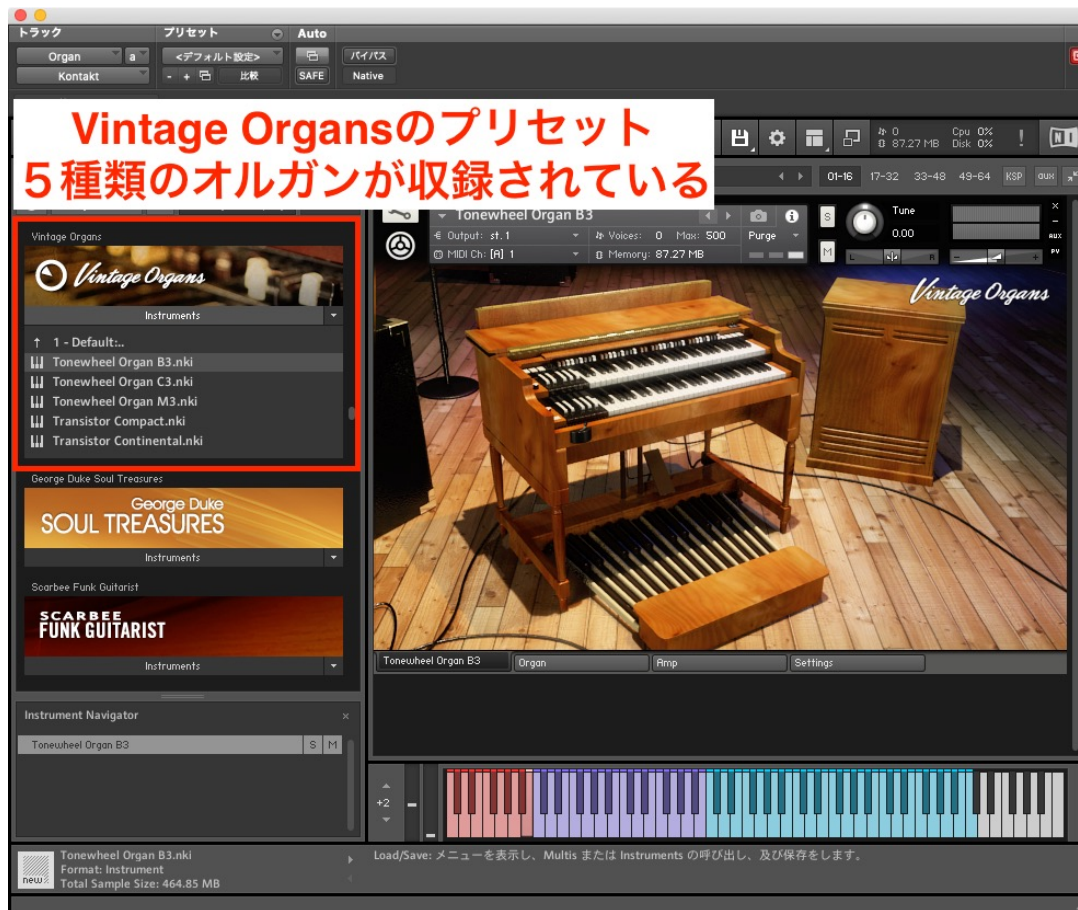 トラック プリセット Auto
Organ a <デフォルト設定> バイパス
Kontakt - + 比較 SAFE Native
Vintage Organsのプリセット
５種類のオルガンが収録されている
0 Cpu 0%
87.27 MB Disk 0% ! NI
01-16 17-32 33-48 49-64 KSP aux
Vintage Organs
Vintage Organs
Instruments
1 - Default:..
Tonewheel Organ B3.nki
Tonewheel Organ C3.nki
Tonewheel Organ M3.nki
Transistor Compact.nki
Transistor Continental.nki
George Duke Soul Treasures
George Duke
SOUL TREASURES
Instruments
Scarbee Funk Guitarist
SCARBEE
FUNK GUITARIST
Instruments
Instrument Navigator ×
Tonewheel Organ B3 S M
Tonewheel Organ B3
Output: st. 1 Voices: 0 Max: 500 Purge
MIDI Ch: [A] 1 Memory: 87.27 MB
S Tune
0.00
M L R - +
× - aux pv
Vintage Organs
Tonewheel Organ B3 Organ Amp Settings
+2
new
Tonewheel Organ B3.nki
Format: Instrument
Total Sample Size: 464.85 MB
Load/Save: メニューを表示し、Multis または Instruments の呼び出し、及び保存をします。